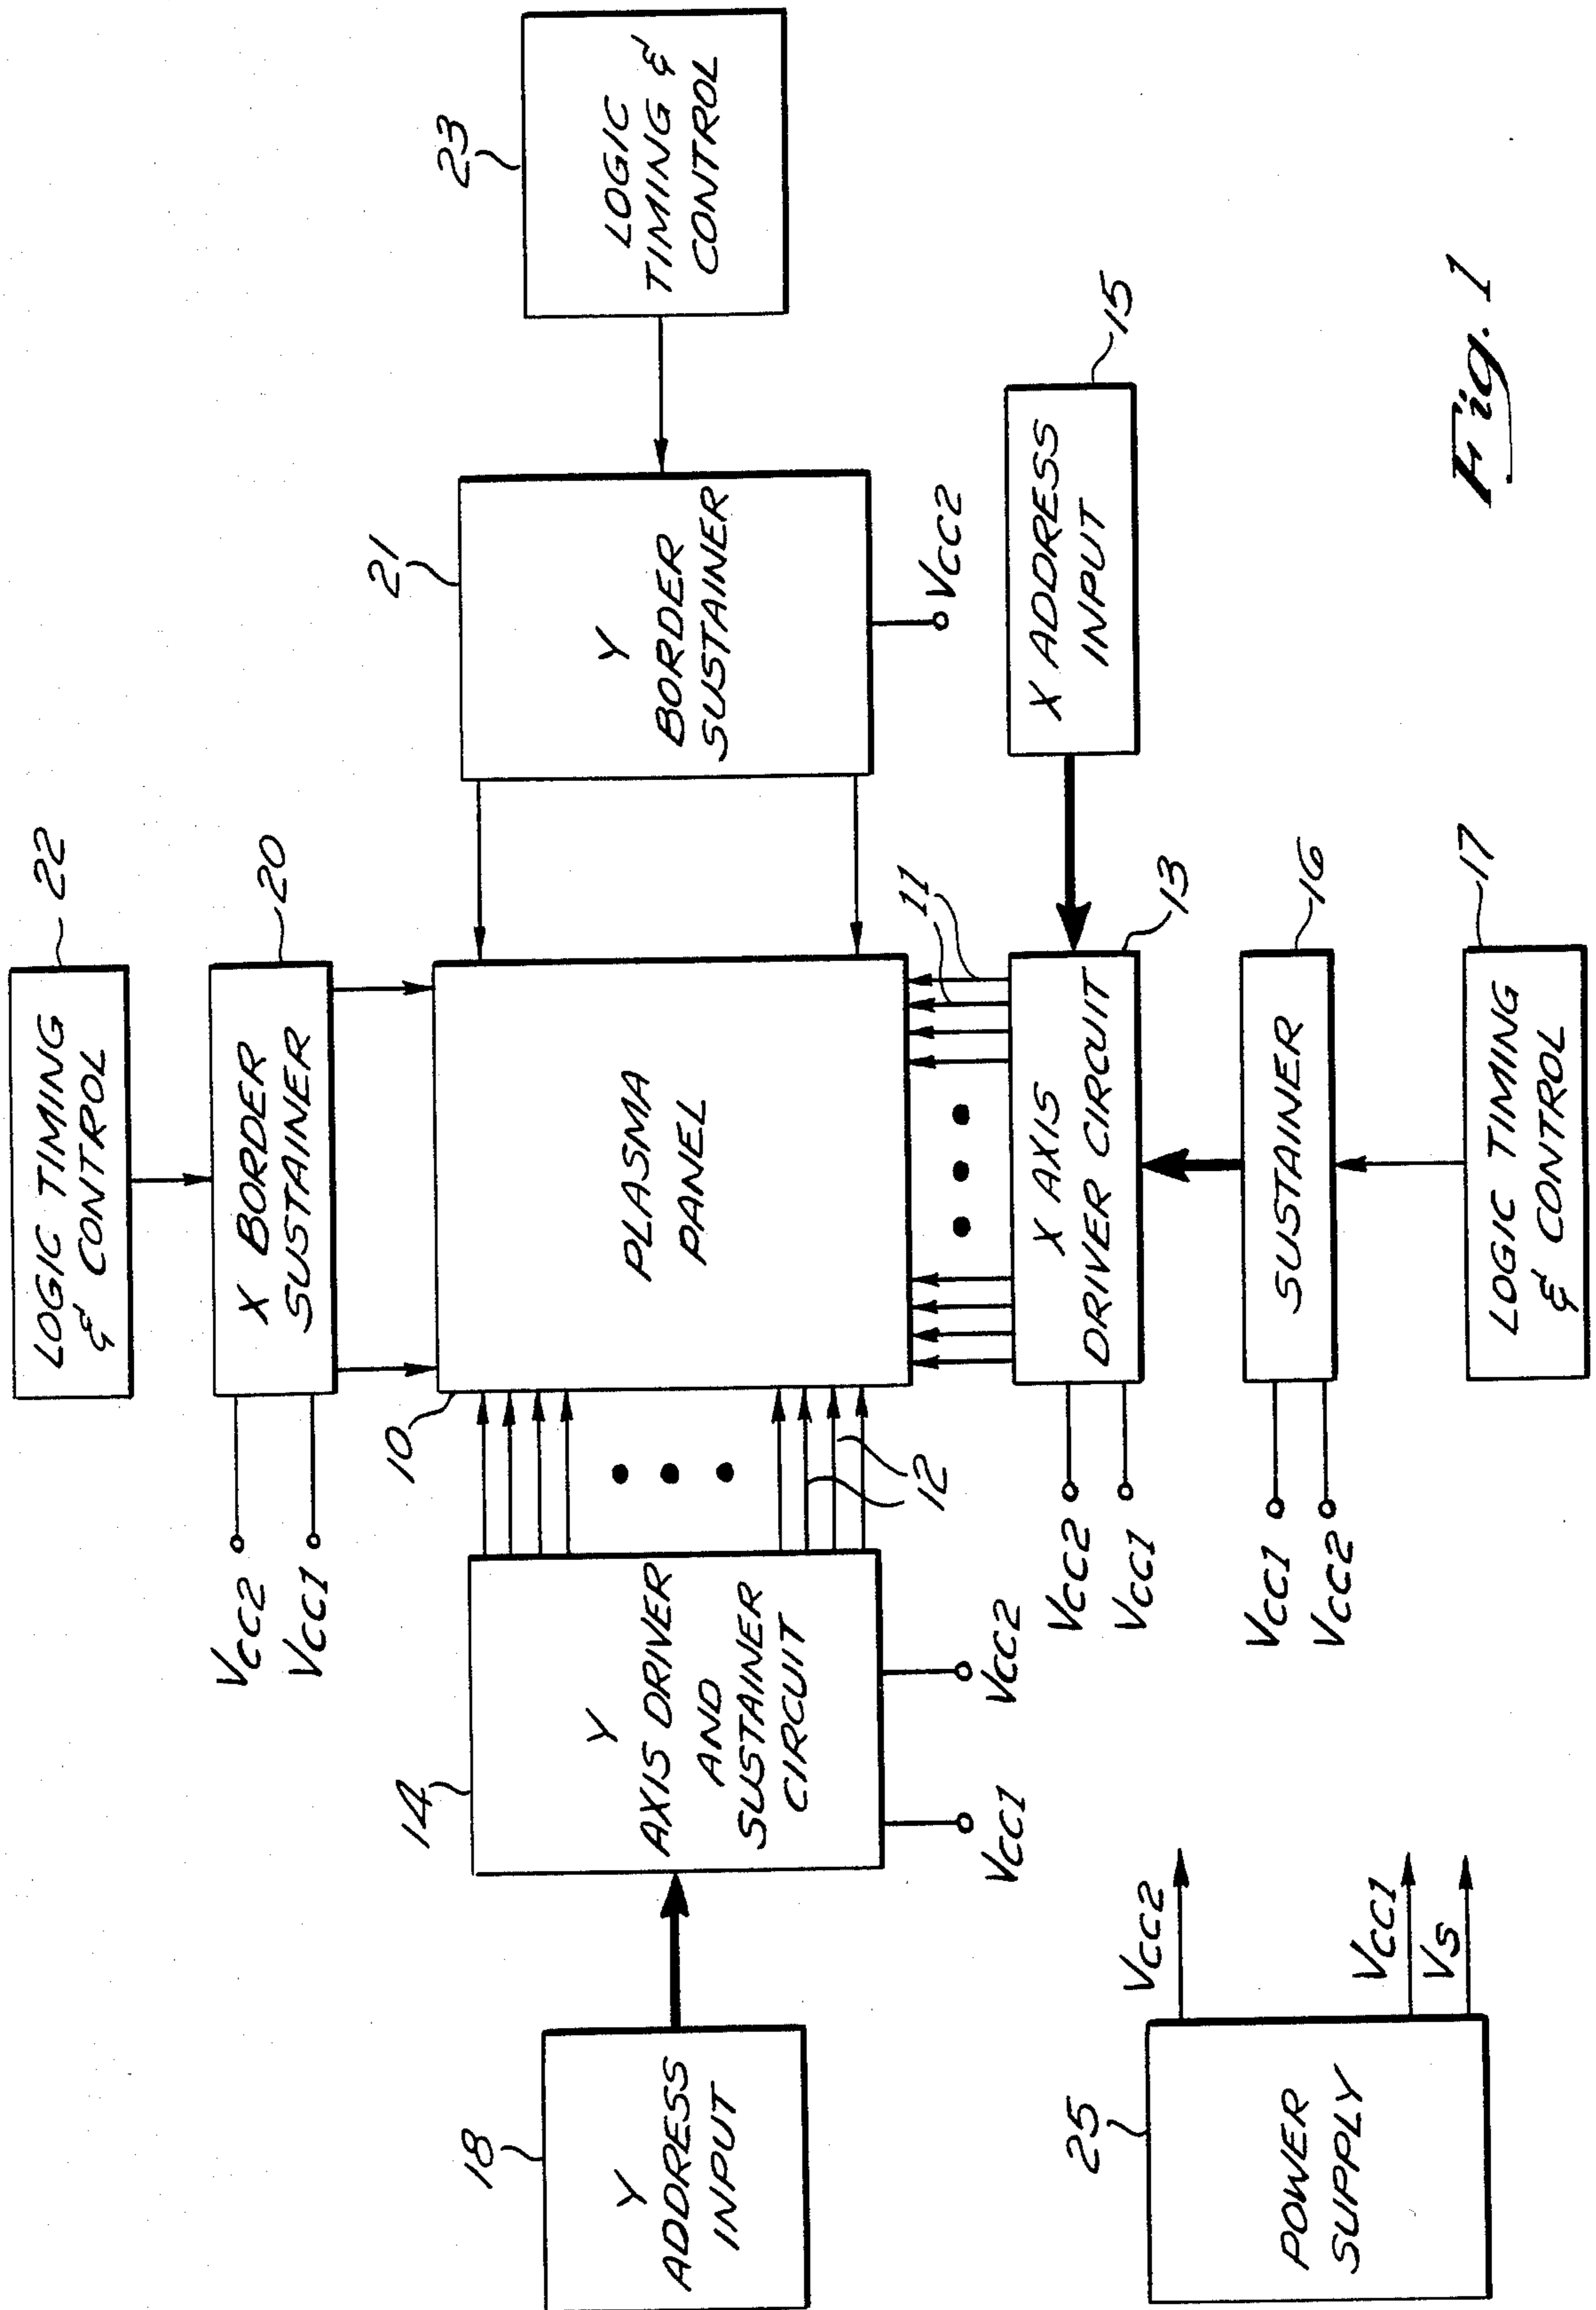 22
LOGIC TIMING
& CONTROL
20
X BORDER
SUSTAINER
VCC2
VCC1
18
Y
ADDRESS
INPUT
14
Y
AXIS DRIVER
AND
SUSTAINER
CIRCUIT
VCC1
VCC2
12
10
PLASMA
PANEL
11
21
Y
BORDER
SUSTAINER
VCC2
23
LOGIC
TIMING &
CONTROL
VCC2
VCC1
X AXIS
DRIVER CIRCUIT
13
X ADDRESS
INPUT
15
VCC1
VCC2
SUSTAINER
16
LOGIC TIMING
& CONTROL
17
25
POWER
SUPPLY
VCC2
VCC1
VS
Fig. 1